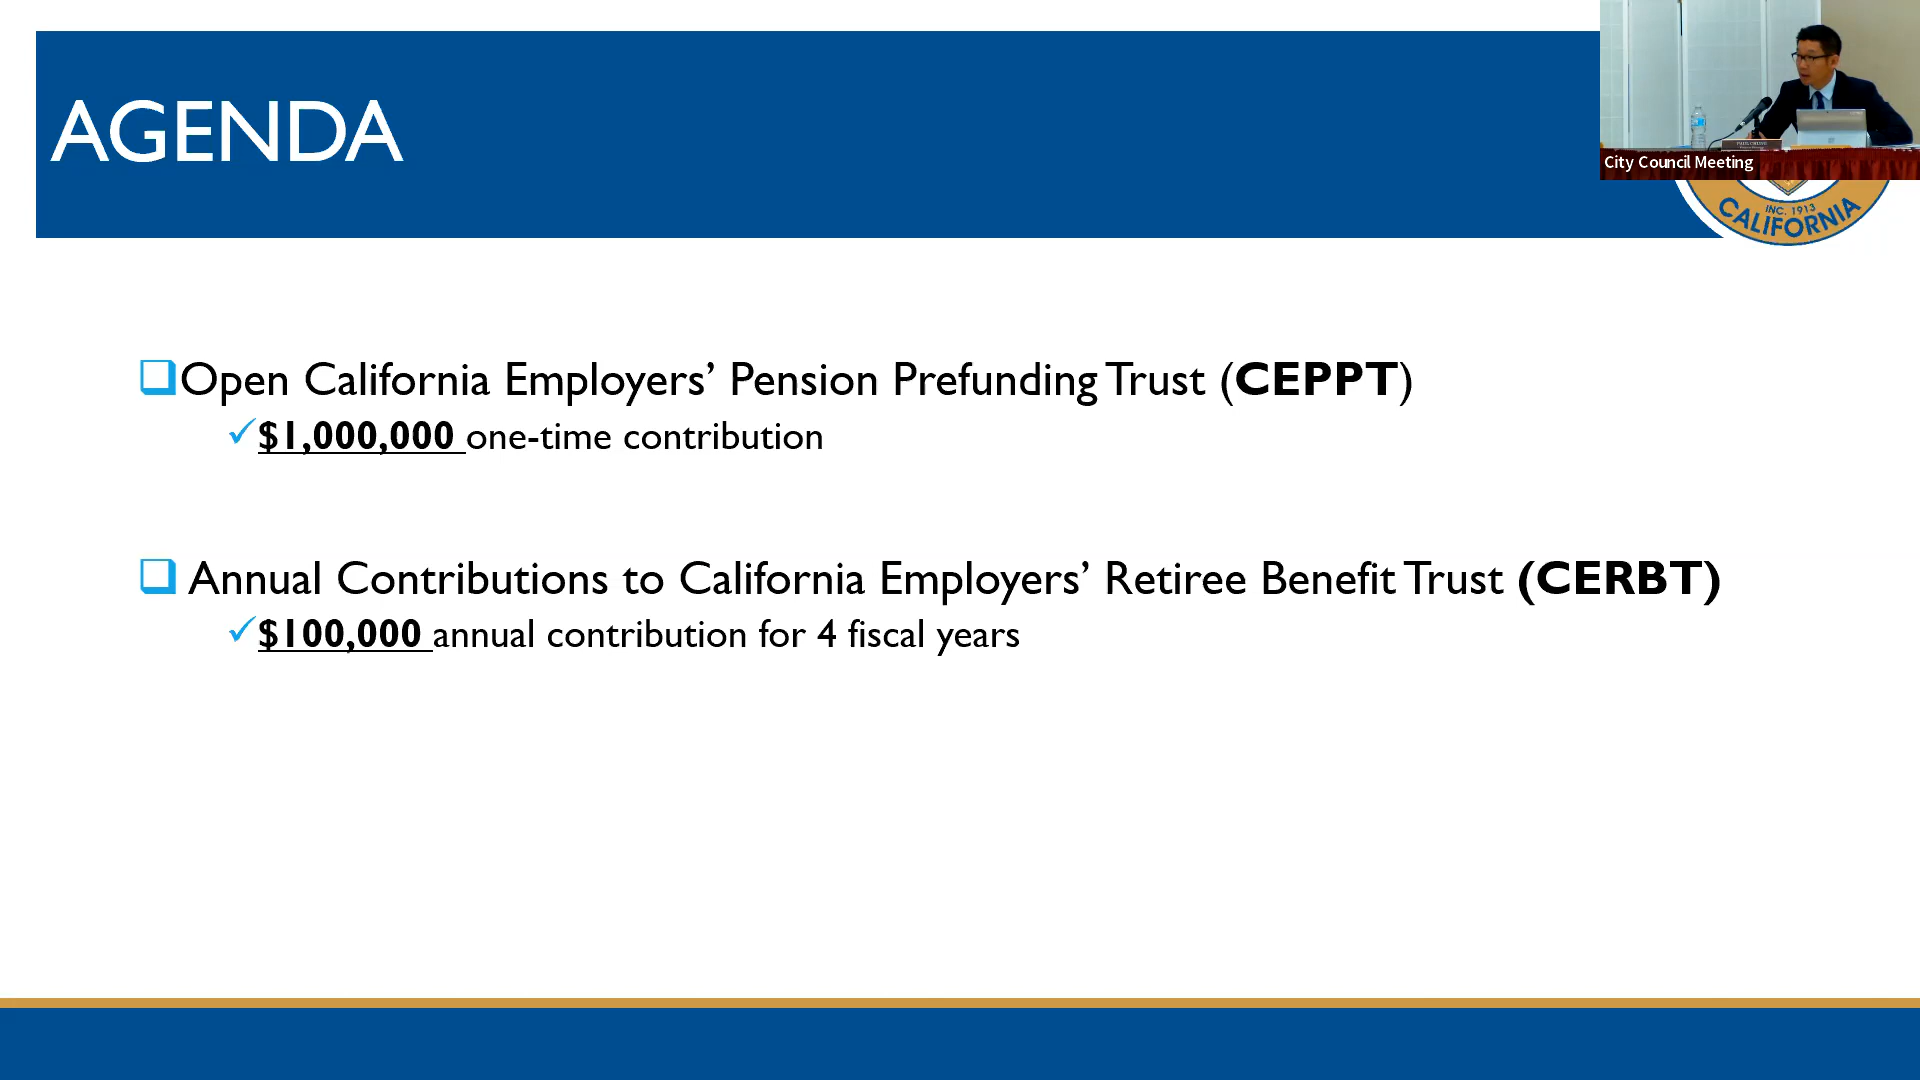 AGENDA
City Council Meeting
INC. 1913
CALIFORNIA
Open California Employers’ Pension Prefunding Trust (CEPPT)
$1,000,000 one-time contribution
Annual Contributions to California Employers’ Retiree Benefit Trust (CERBT)
$100,000 annual contribution for 4 fiscal years